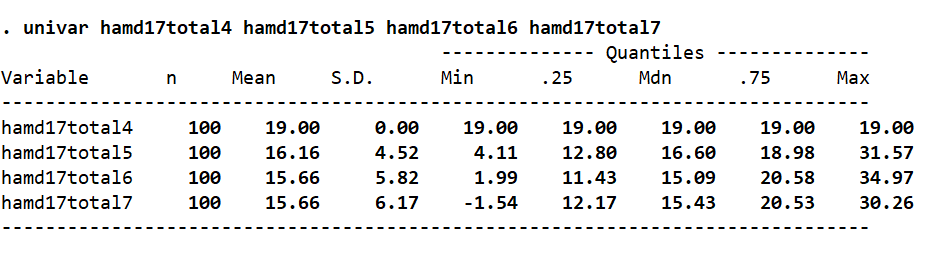 . univar hamd17total4 hamd17total5 hamd17total6 hamd17total7
-------------- Quantiles --------------
Variable n Mean S.D. Min .25 Mdn .75 Max
-------------------------------------------------------------------------------
hamd17total4 100 19.00 0.00 19.00 19.00 19.00 19.00 19.00
hamd17total5 100 16.16 4.52 4.11 12.80 16.60 18.98 31.57
hamd17total6 100 15.66 5.82 1.99 11.43 15.09 20.58 34.97
hamd17total7 100 15.66 6.17 -1.54 12.17 15.43 20.53 30.26
-------------------------------------------------------------------------------